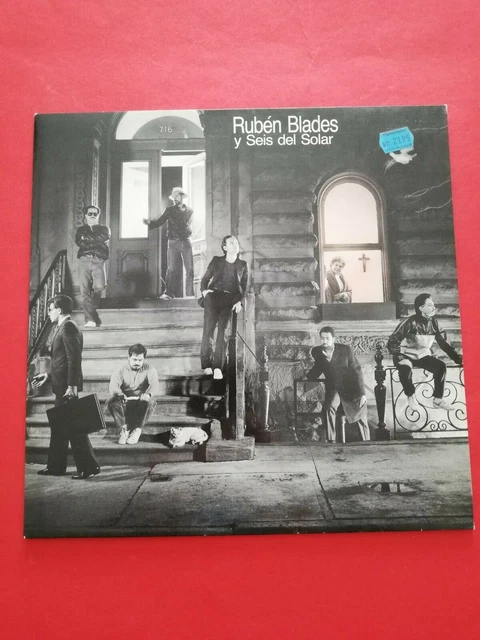 716
Rubén Blades
y Seis del Solar